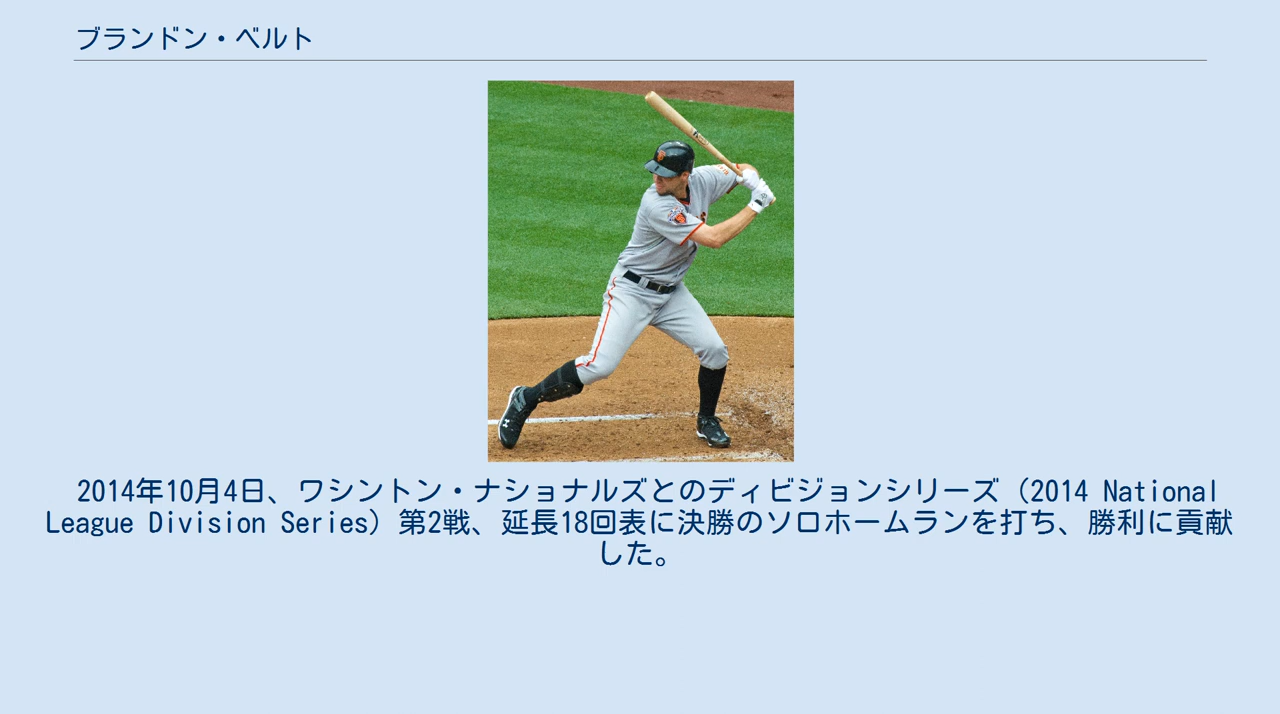 ブランドン・ベルト
2014年10月4日、ワシントン・ナショナルズとのディビジョンシリーズ（2014 National
League Division Series）第2戦、延長18回表に決勝のソロホームランを打ち、勝利に貢献
した。